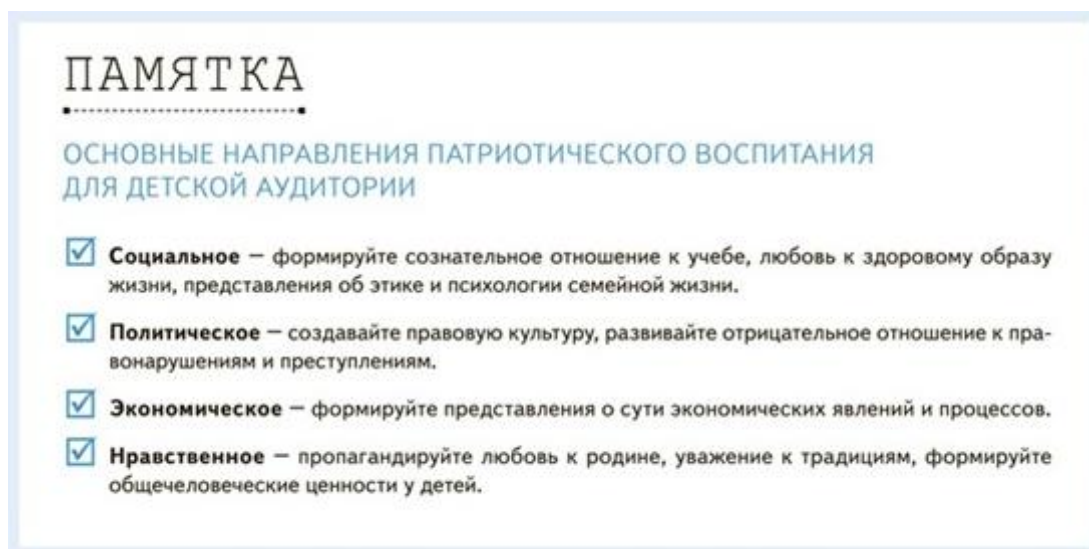 ПАМЯТКА
ОСНОВНЫЕ НАПРАВЛЕНИЯ ПАТРИОТИЧЕСКОГО ВОСПИТАНИЯ
ДЛЯ ДЕТСКОЙ АУДИТОРИИ
Социальное — формируйте сознательное отношение к учебе, любовь к здоровому образу
жизни, представления об этике и психологии семейной жизни.
Политическое — создавайте правовую культуру, развивайте отрицательное отношение к пра-
вонарушениям и преступлениям.
Экономическое — формируйте представления о сути экономических явлений и процессов.
Нравственное — пропагандируйте любовь к родине, уважение к традициям, формируйте
общечеловеческие ценности у детей.